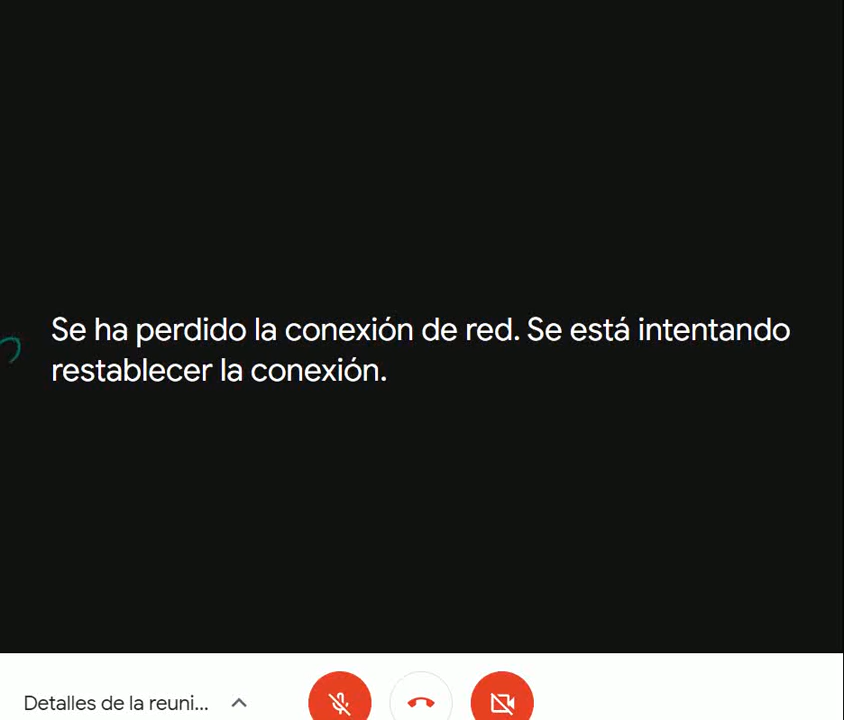 Se ha perdido la conexión de red. Se está intentando
restablecer la conexión.
Detalles de la reuni...